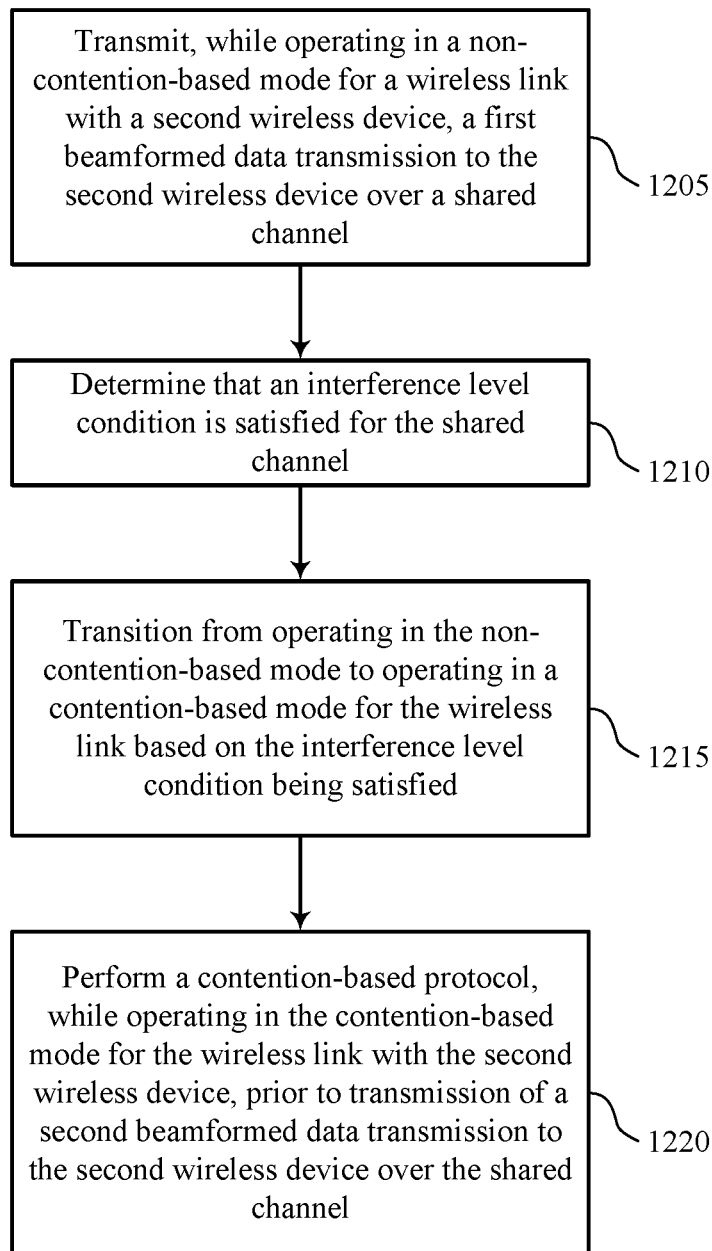 Transmit, while operating in a non-
contention-based mode for a wireless link
with a second wireless device, a first
beamformed data transmission to the
second wireless device over a shared
channel
1205
Determine that an interference level
condition is satisfied for the shared
channel
1210
Transition from operating in the non-
contention-based mode to operating in a
contention-based mode for the wireless
link based on the interference level
condition being satisfied
1215
Perform a contention-based protocol,
while operating in the contention-based
mode for the wireless link with the second
wireless device, prior to transmission of a
second beamformed data transmission to
the second wireless device over the shared
channel
1220